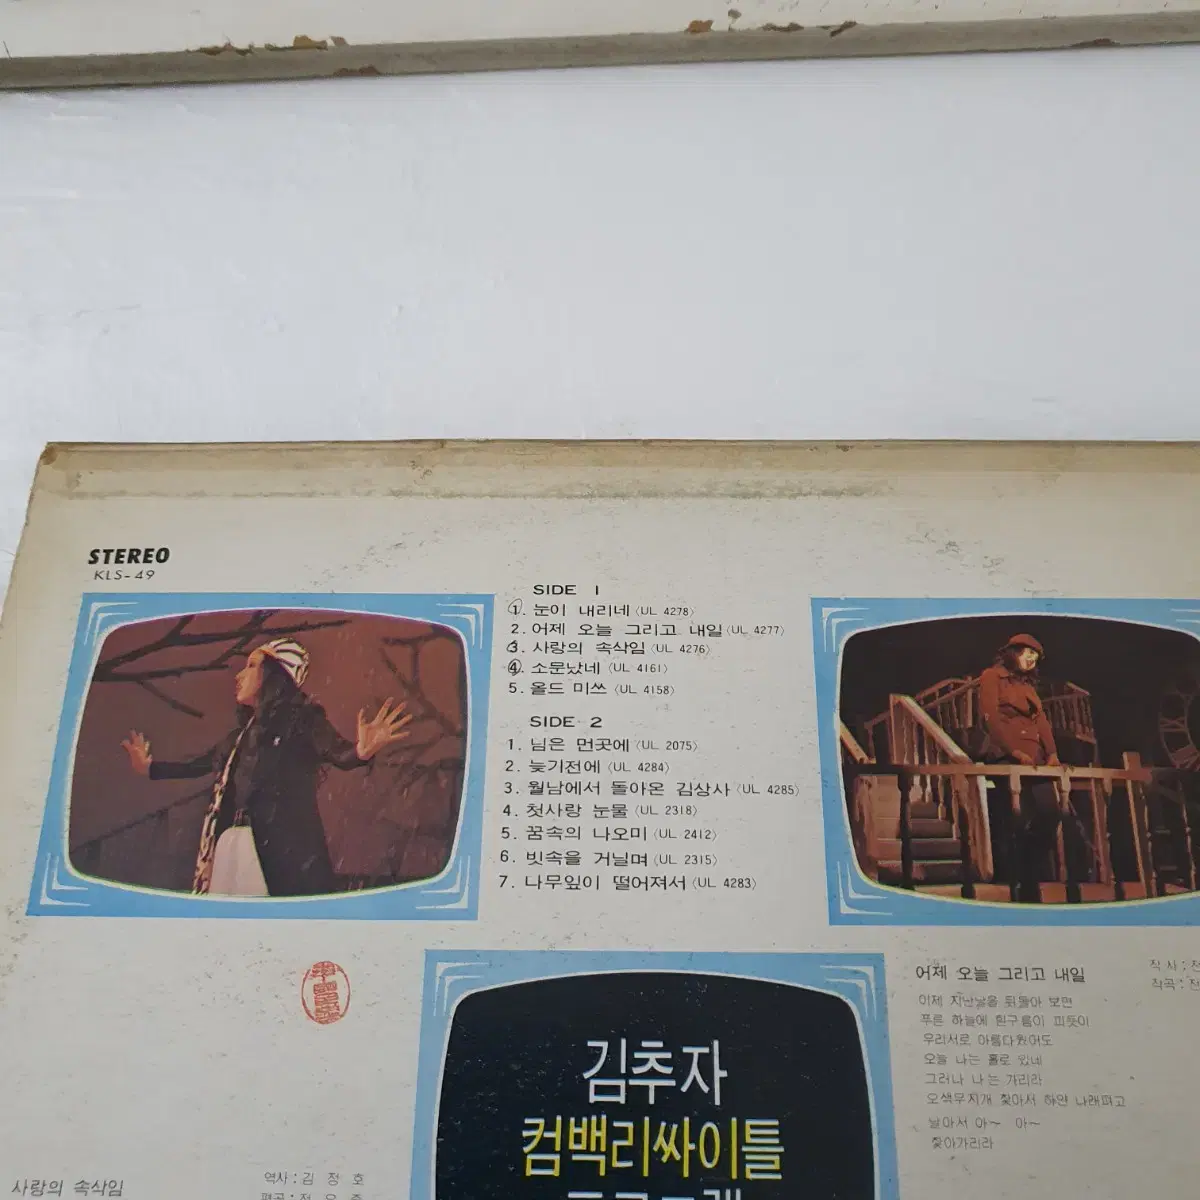 STEREO
KLS-49
SIDE 1
1. 눈이 내리네 (UL 4278)
2. 어제 오늘 그리고 내일 (UL 4277)
3. 사랑의 속삭임 (UL 4276)
4. 소문났네 (UL 4161)
5. 올드 미쓰 (UL 4158)
SIDE 2
1. 님은 먼곳에 (UL 2075)
2. 늦기전에 (UL 4284)
3. 월남에서 돌아온 김상사 (UL 4285)
4. 첫사랑 눈물 (UL 2318)
5. 꿈속의 나오미 (UL 2412)
6. 빗속을 거닐며 (UL 2315)
7. 나무잎이 떨어져서 (UL 4283)
김추자
컴백리싸이틀
어제 오늘 그리고 내일
작사:
작곡:
이제 지난날을 뒤돌아 보면
푸른 하늘에 흰구름이 피듯이
우리서로 아름다웠어도
오늘 나는 홀로 있네
그러나 나는 가리라
오색무지개 찾아서 하얀 나래펴고
날아서 아~ 아~
찾아가리라
사랑의 속삭임
역사: 김 정 호